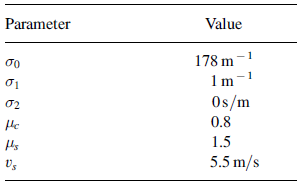 Parameter Value
σ0 178 m⁻¹
σ1 1 m⁻¹
σ2 0 s/m
μc 0.8
μs 1.5
vs 5.5 m/s